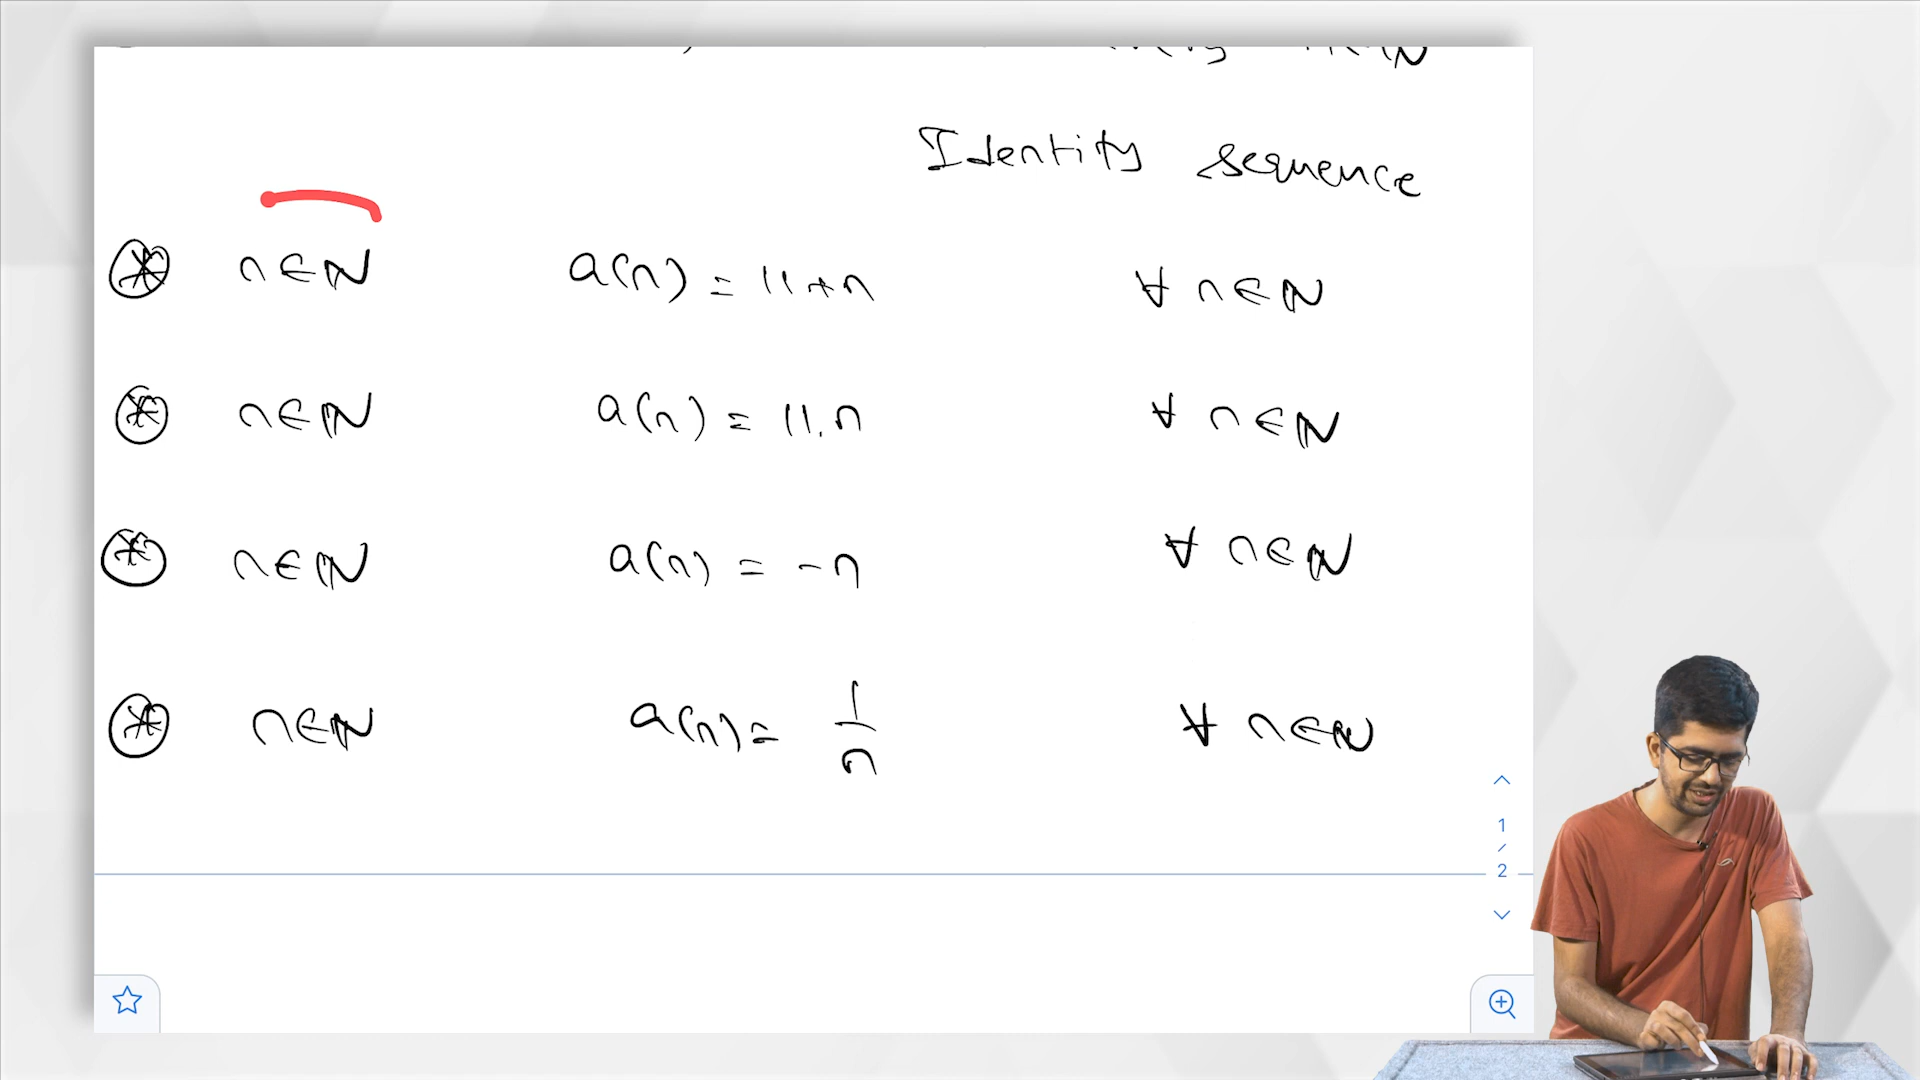 Identity sequence
n∈ℕ a(n) = 11+n ∀ n∈ℕ
n∈ℕ a(n) = 11.n ∀ n∈ℕ
n∈ℕ a(n) = -n ∀ n∈ℕ
n∈ℕ a(n) = 1/n ∀ n∈ℕ
1
/
2